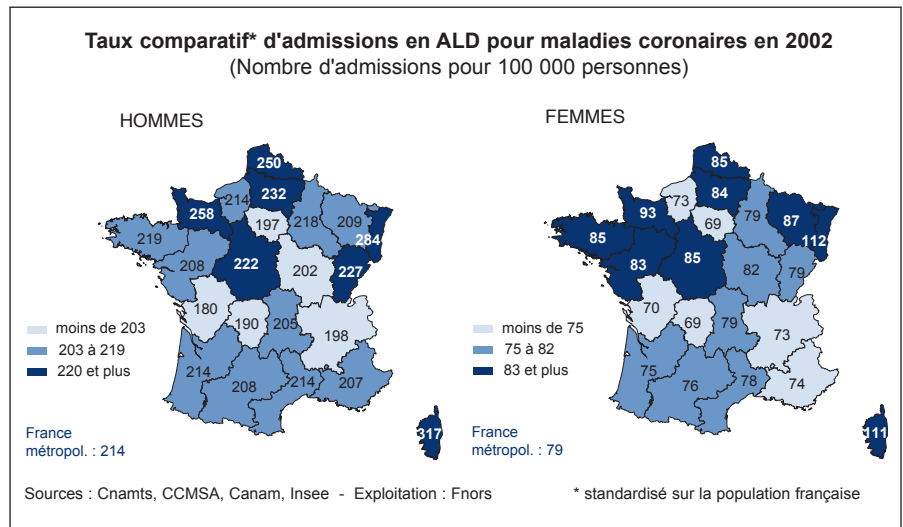 Taux comparatif* d'admissions en ALD pour maladies coronaires en 2002
(Nombre d'admissions pour 100 000 personnes)
HOMMES
250
214
232
258
197
218
209
284
219
208
222
202
227
180
190
205
198
214
208
214
207
317
moins de 203
203 à 219
220 et plus
France
métropol. : 214
FEMMES
85
73
84
93
69
79
87
112
85
83
85
82
79
70
69
79
73
75
76
78
74
111
moins de 75
75 à 82
83 et plus
France
métropol. : 79
Sources : Cnamts, CCMSA, Canam, Insee - Exploitation : Fnors
* standardisé sur la population française